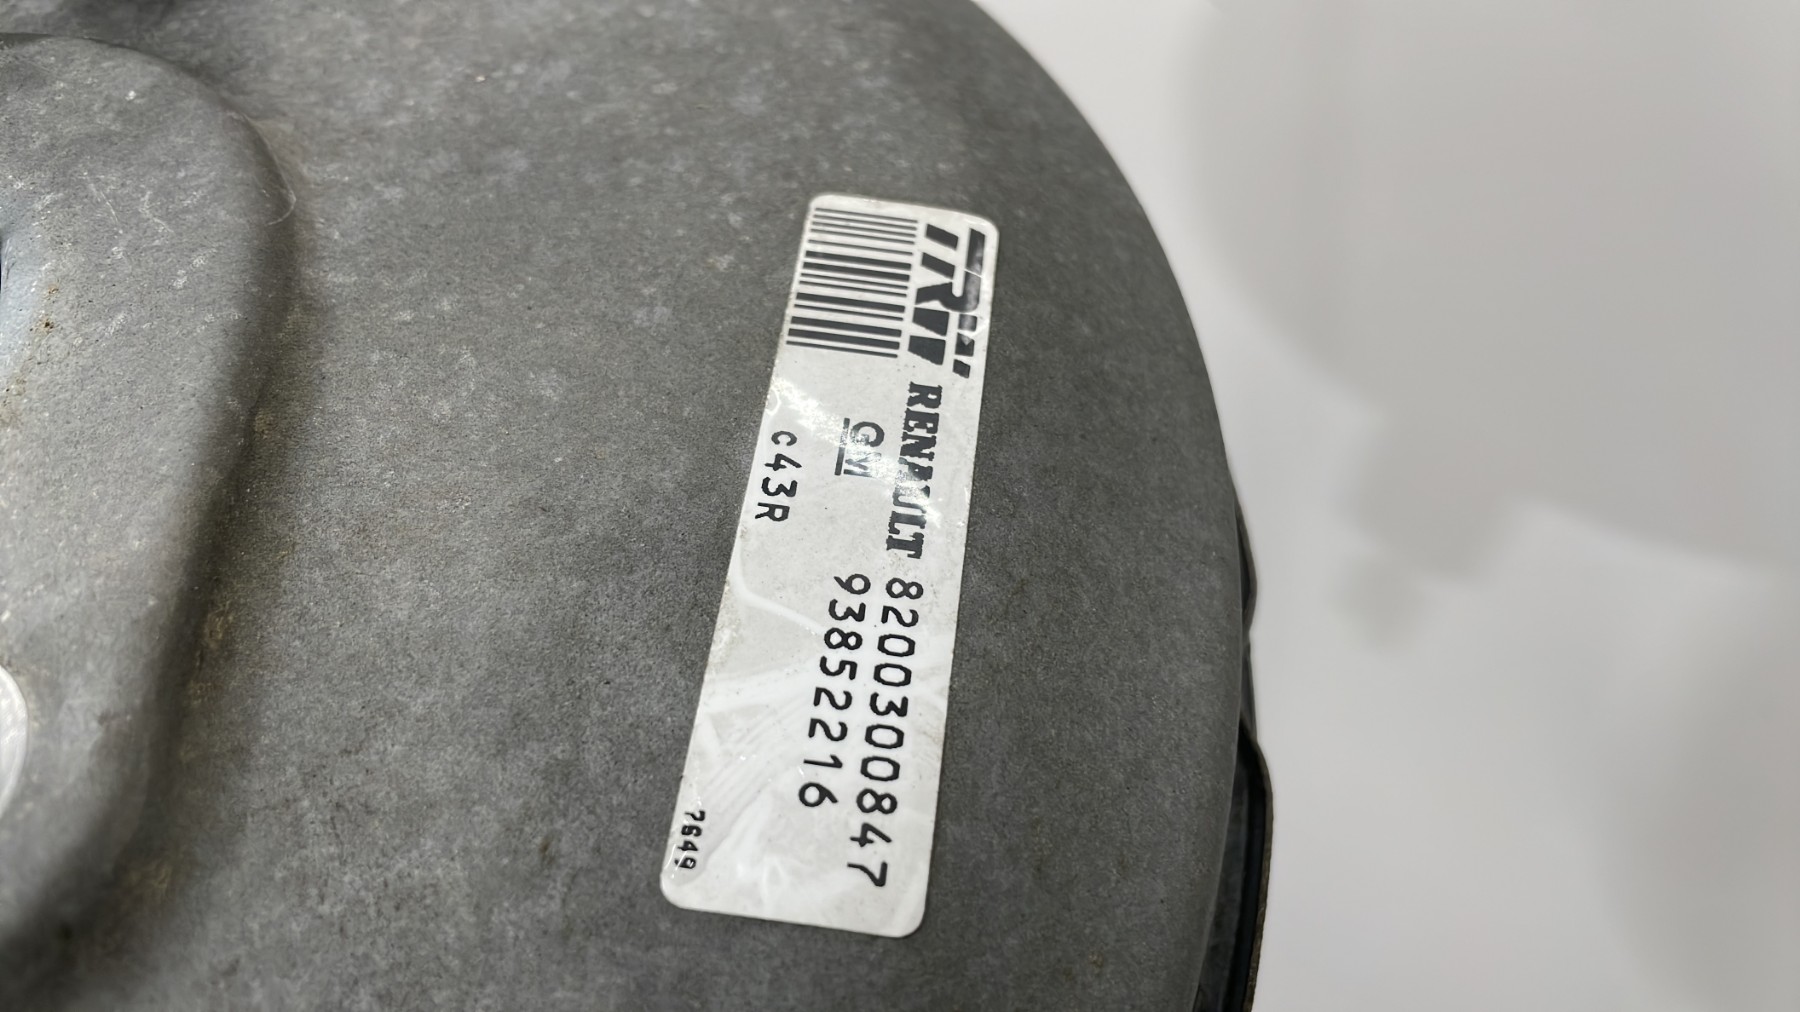 TRW RENAULT 8200300847
GM 93852216
C43R
7649